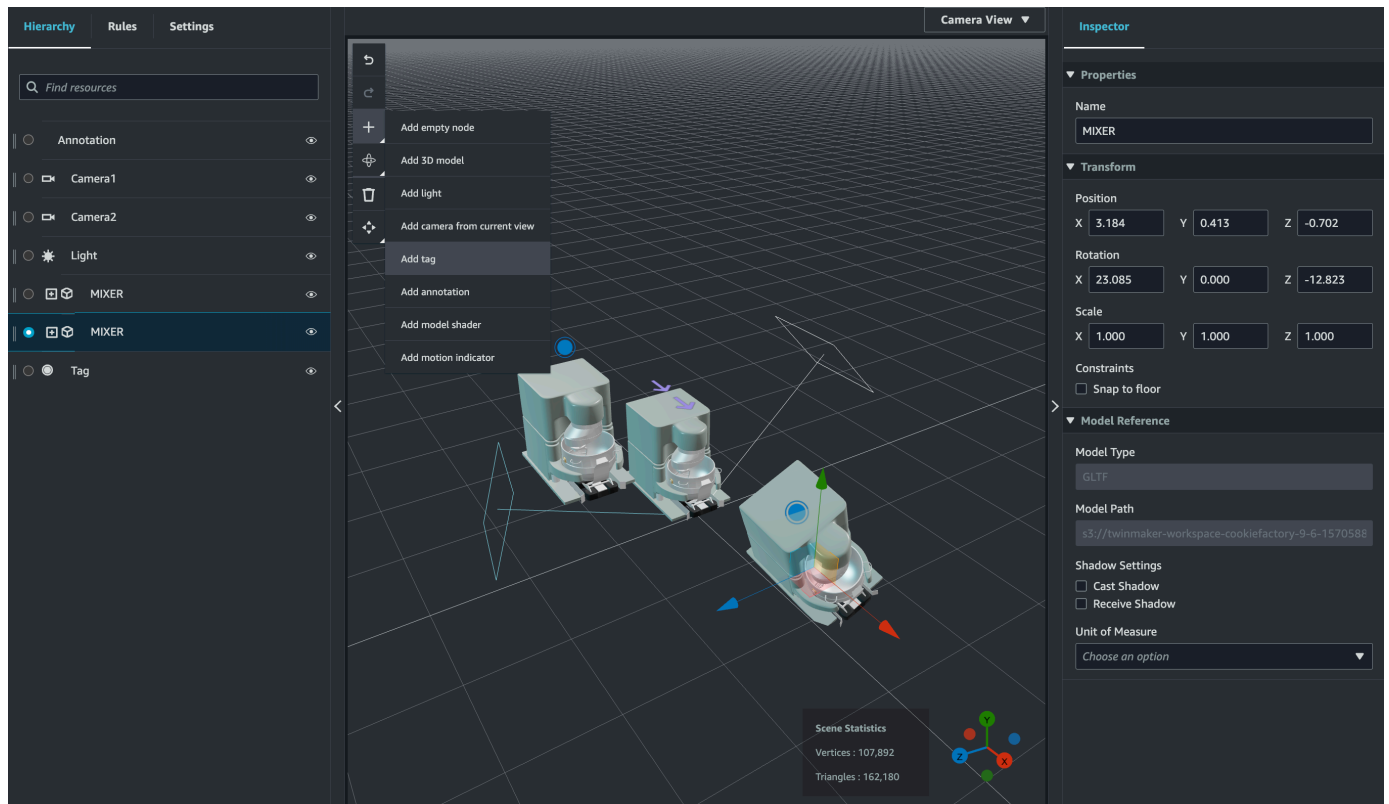 Hierarchy Rules Settings
Find resources
Annotation
Camera1
Camera2
Light
MIXER
MIXER
Tag
Camera View
Add empty node
Add 3D model
Add light
Add camera from current view
Add tag
Add annotation
Add model shader
Add motion indicator
Scene Statistics
Vertices : 107,892
Triangles : 162,180
Y
Z
X
Inspector
Properties
Name
MIXER
Transform
Position
X 3.184 Y 0.413 Z -0.702
Rotation
X 23.085 Y 0.000 Z -12.823
Scale
X 1.000 Y 1.000 Z 1.000
Constraints
Snap to floor
Model Reference
Model Type
GLTF
Model Path
s3://twinmaker-workspace-cookiefactory-9-6-1570588
Shadow Settings
Cast Shadow
Receive Shadow
Unit of Measure
Choose an option